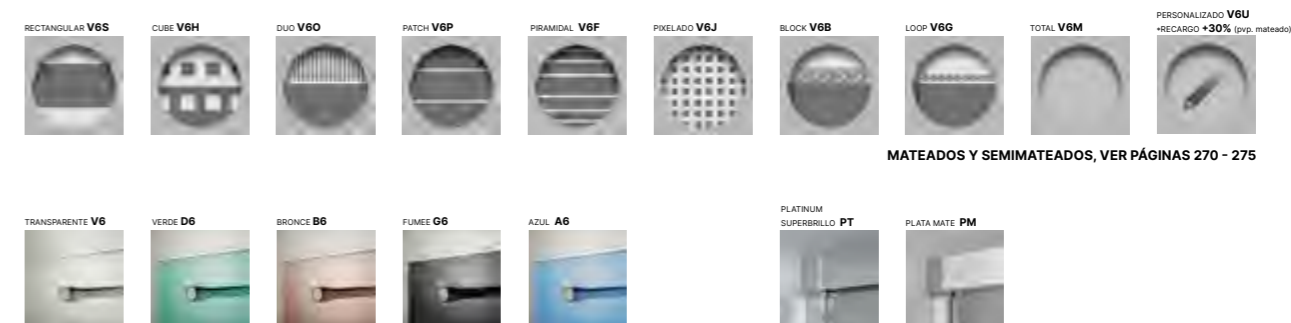 RECTANGULAR V6S
CUBE V6H
DUO V6O
PATCH V6P
PIRAMIDAL V6F
PIXELADO V6J
BLOCK V6B
LOOP V6G
TOTAL V6M
PERSONALIZADO V6U
+RECARGO +30% (pvp. mateado)
MATEADOS Y SEMIMATEADOS, VER PÁGINAS 270 - 275
TRANSPARENTE V6
VERDE D6
BRONCE B6
FUMEE G6
AZUL A6
PLATINUM
SUPERBRILLO PT
PLATA MATE PM